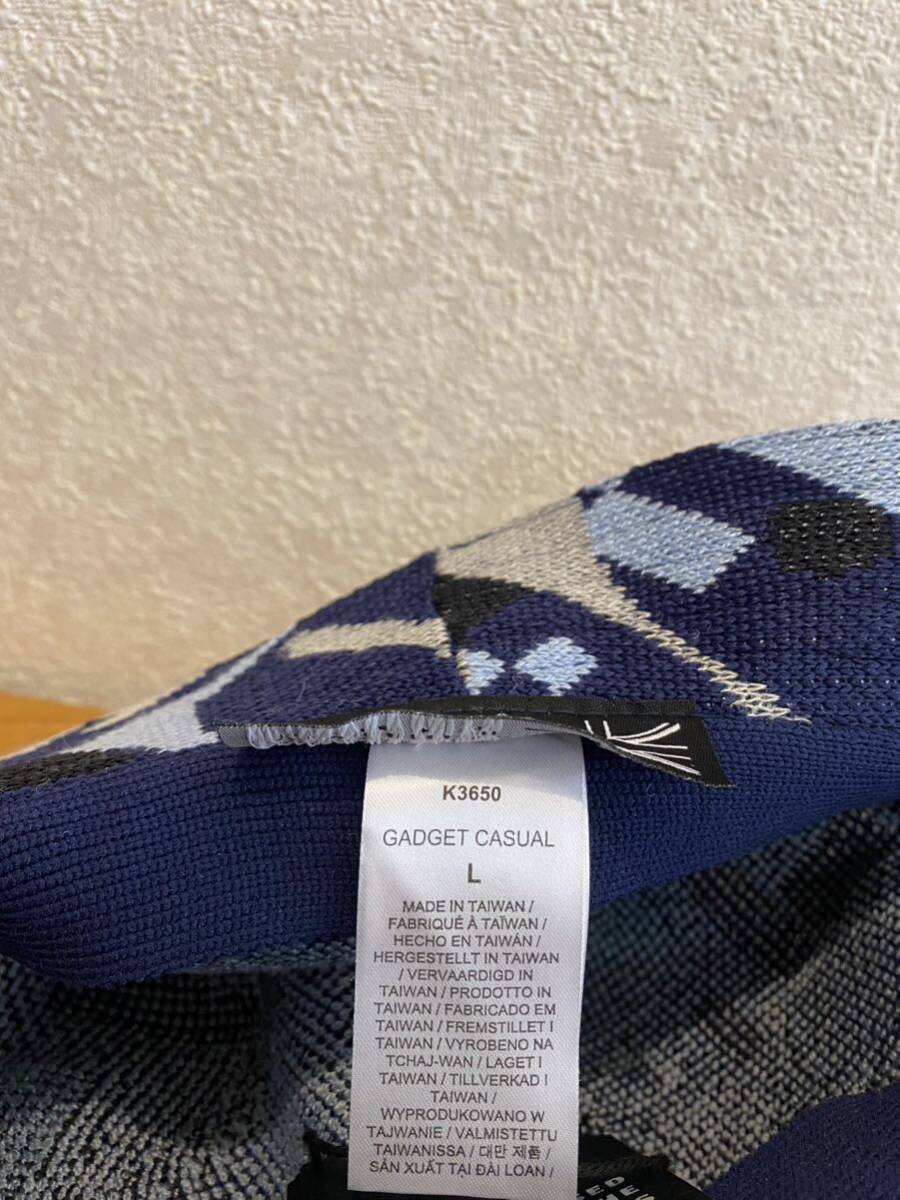 K3650
GADGET CASUAL
L
MADE IN TAIWAN /
FABRIQUÉ À TAÏWAN /
HECHO EN TAIWÁN /
HERGESTELLT IN TAIWAN
/ VERVAARDIGD IN
TAIWAN / PRODOTTO IN
TAIWAN / FABRICADO EM
TAIWAN / FREMSTILLET I
TAIWAN / VYROBENO NA
TCHAJ-WAN / LAGET I
TAIWAN / TILLVERKAD I
TAIWAN /
WYPRODUKOWANO W
TAJWANIE / VALMISTETTU
TAIWANISSA / 대만 제품 /
SẢN XUẤT TẠI ĐÀI LOAN /